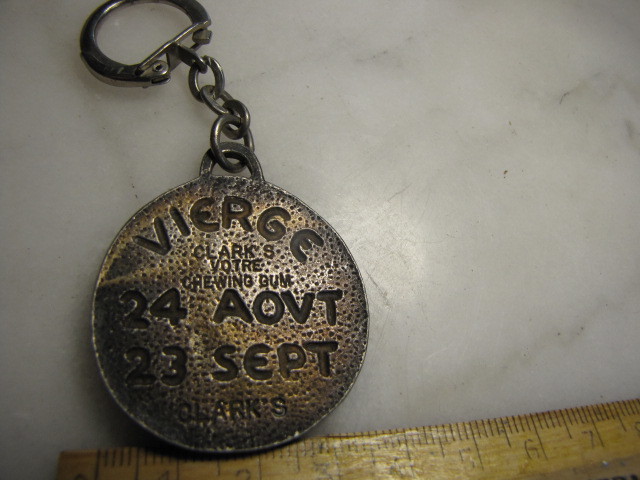 VIERGE
CLARK'S
VOTRE
CHEWING GUM
24 AOVT
23 SEPT
CLARK'S